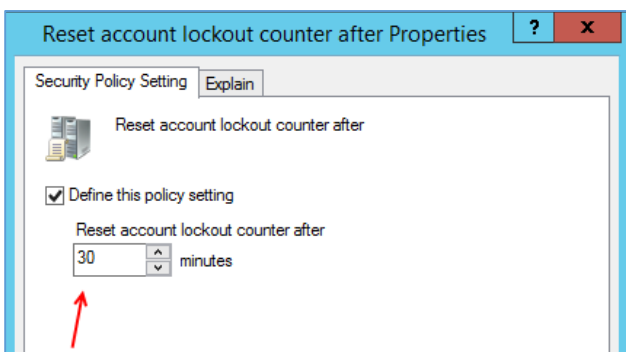 Reset account lockout counter after Properties
?
x
Security Policy Setting
Explain
Reset account lockout counter after
Define this policy setting
Reset account lockout counter after
30 minutes